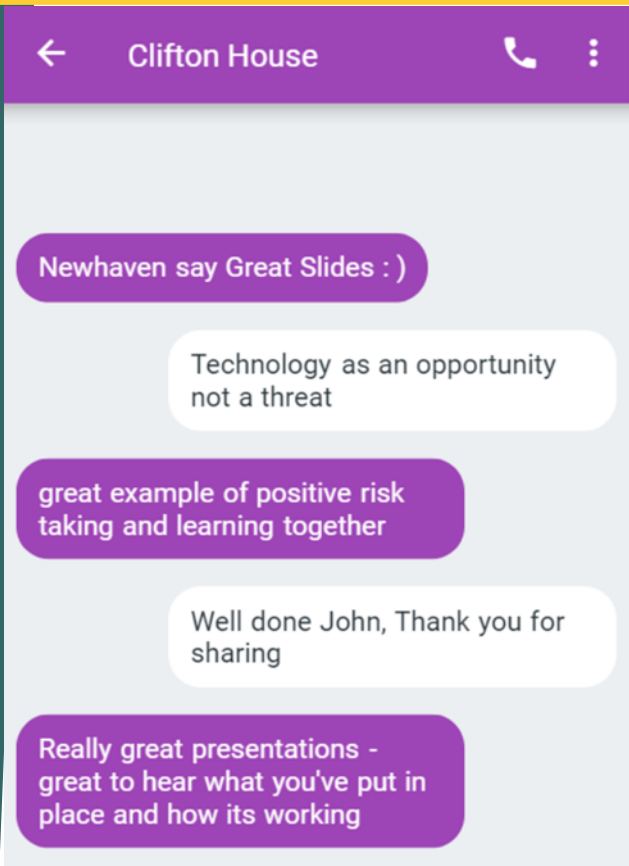 Clifton House
Newhaven say Great Slides : )
Technology as an opportunity
not a threat
great example of positive risk
taking and learning together
Well done John, Thank you for
sharing
Really great presentations -
great to hear what you've put in
place and how its working